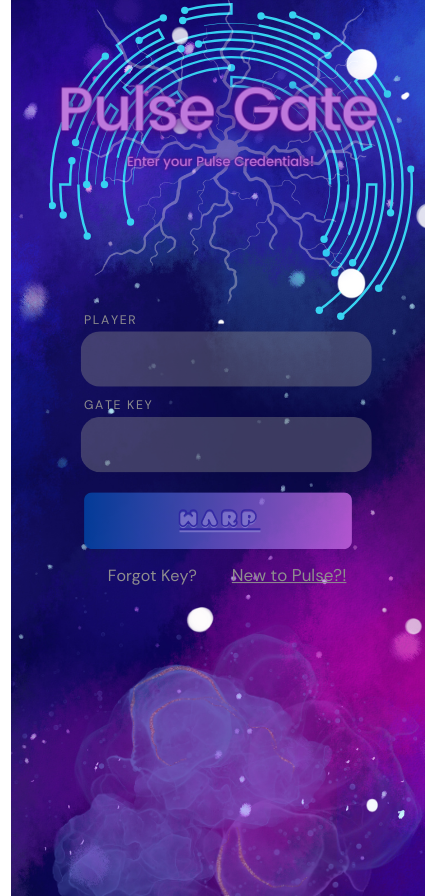 Pulse Gate
Enter your Pulse Credentials!
PLAYER
GATE KEY
WARP
Forgot Key? New to Pulse?!